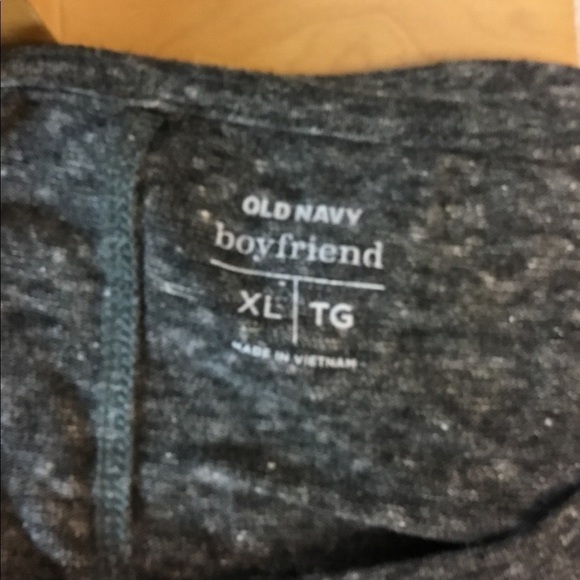 OLD NAVY
boyfriend
XL | TG
MADE IN VIETNAM